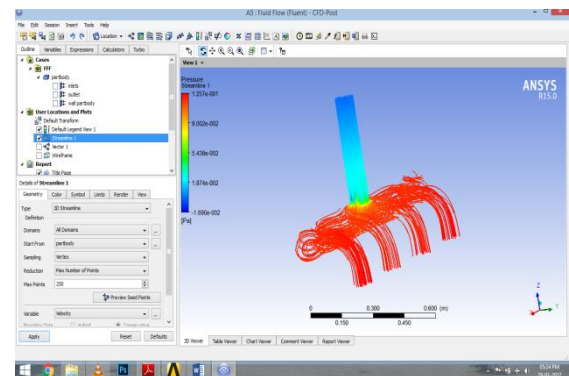 A5 : Fluid Flow (Fluent) - CFD-Post
File Edit Session Insert Tools Help
Location
Outline Variables Expressions Calculators Turbo
Cases
FFF
partbody
inlets
outlet
wall partbody
User Locations and Plots
Default Transform
Default Legend View 1
Streamline 1
Vector 1
Wireframe
Report
Title Page
Details of Streamline 1
Geometry Color Symbol Limits Render View
Type 3D Streamline
Definition
Domains All Domains ...
Start From partbody ...
Sampling Vertex
Reduction Max Number of Points
Max Points 250
Preview Seed Points
Variable Velocity ...
Apply Reset Defaults
View 1
Pressure
Streamline 1
1.257e-001
9.002e-002
5.438e-002
1.874e-002
-1.690e-002
[Pa]
ANSYS
R15.0
0 0.300 0.600 (m)
0.150 0.450
Z
Y
3D Viewer Table Viewer Chart Viewer Comment Viewer Report Viewer